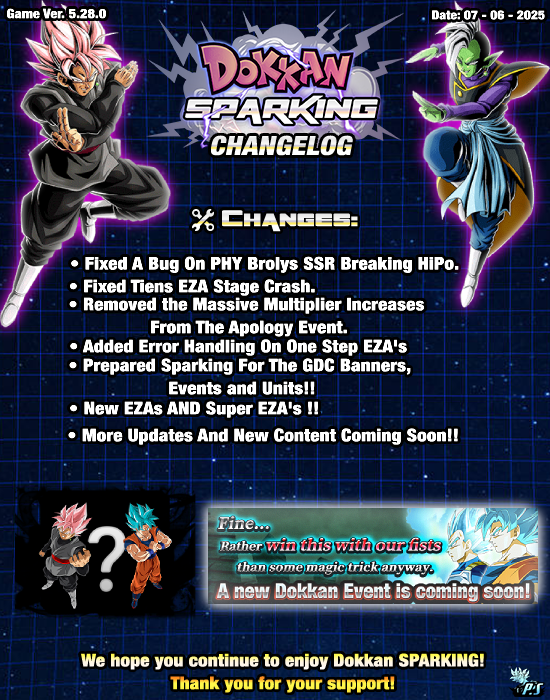 Game Ver. 5.28.0
Date: 07 - 06 - 2025
DOKKAN
SPARKING
CHANGELOG
CHANGES:
• Fixed A Bug On PHY Brolys SSR Breaking HiPo.
• Fixed Tiens EZA Stage Crash.
• Removed the Massive Multiplier Increases
From The Apology Event.
• Added Error Handling On One Step EZA's
• Prepared Sparking For The GDC Banners,
Events and Units!!
• New EZAs AND Super EZA's !!
• More Updates And New Content Coming Soon!!
?
Fine...
Rather win this with our fists
than some magic trick anyway.
A new Dokkan Event is coming soon!
We hope you continue to enjoy Dokkan SPARKING!
Thank you for your support!